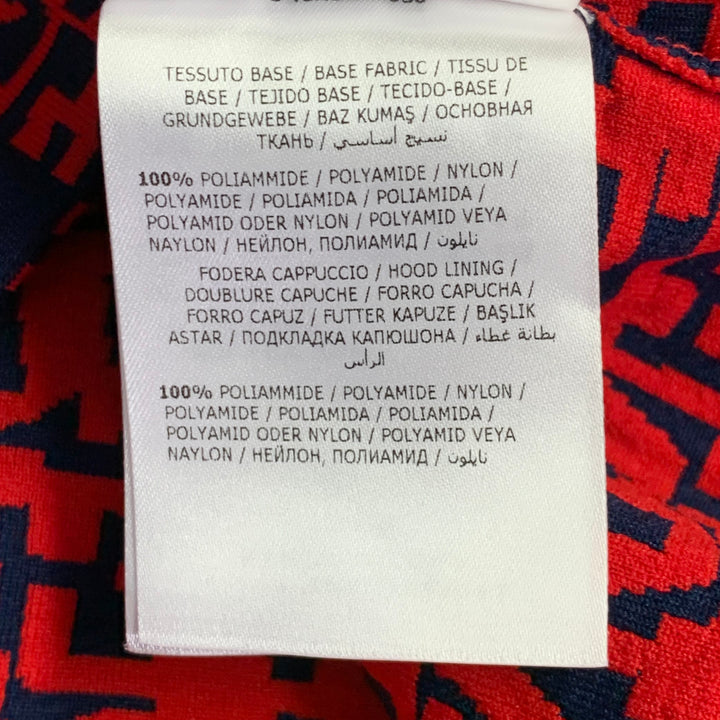 TESSUTO BASE / BASE FABRIC / TISSU DE
BASE / TEJIDO BASE / TECIDO-BASE /
GRUNDGEWEBE / BAZ KUMAŞ / ОСНОВНАЯ
ТКАНЬ / نسيج أساسي
100% POLIAMMIDE / POLYAMIDE / NYLON /
POLYAMIDE / POLIAMIDA / POLIAMIDA /
POLYAMID ODER NYLON / POLYAMID VEYA
NAYLON / НЕЙЛОН, ПОЛИАМИД / نايلون
FODERA CAPPUCCIO / HOOD LINING /
DOUBLURE CAPUCHE / FORRO CAPUCHA /
FORRO CAPUZ / FUTTER KAPUZE / BAŞLIK
ASTAR / ПОДКЛАДКА КАПЮШОНА / بطانة غطاء
الرأس
100% POLIAMMIDE / POLYAMIDE / NYLON /
POLYAMIDE / POLIAMIDA / POLIAMIDA /
POLYAMID ODER NYLON / POLYAMID VEYA
NAYLON / НЕЙЛОН, ПОЛИАМИД / نايلون